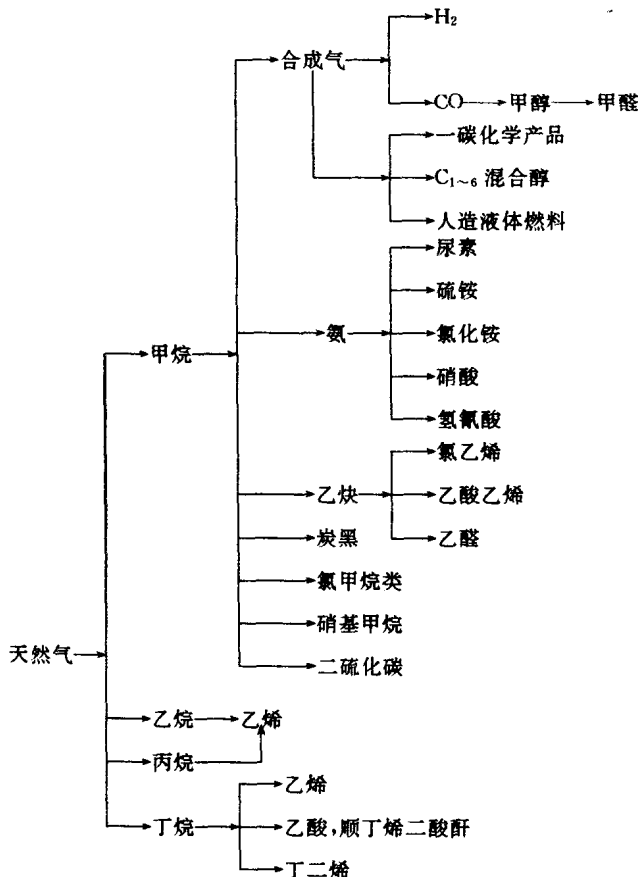 H₂
合成气
CO 甲醇 甲醛
一碳化学产品
C₁~₆ 混合醇
人造液体燃料
尿素
硫铵
氨 氯化铵
甲烷
硝酸
氢氰酸
氯乙烯
乙炔 乙酸乙烯
炭黑 乙醛
氯甲烷类
硝基甲烷
天然气
二硫化碳
乙烷 乙烯
丙烷
乙烯
丁烷 乙酸,顺丁烯二酸酐
丁二烯